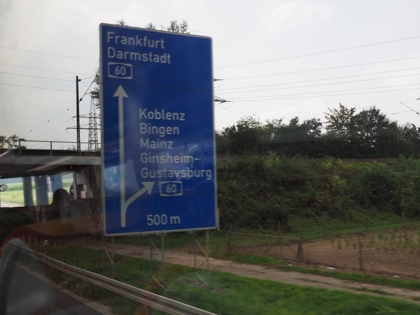 Frankfurt
Darmstadt
60
Koblenz
Bingen
Mainz
Ginsheim-
Gustavsburg
60
500 m